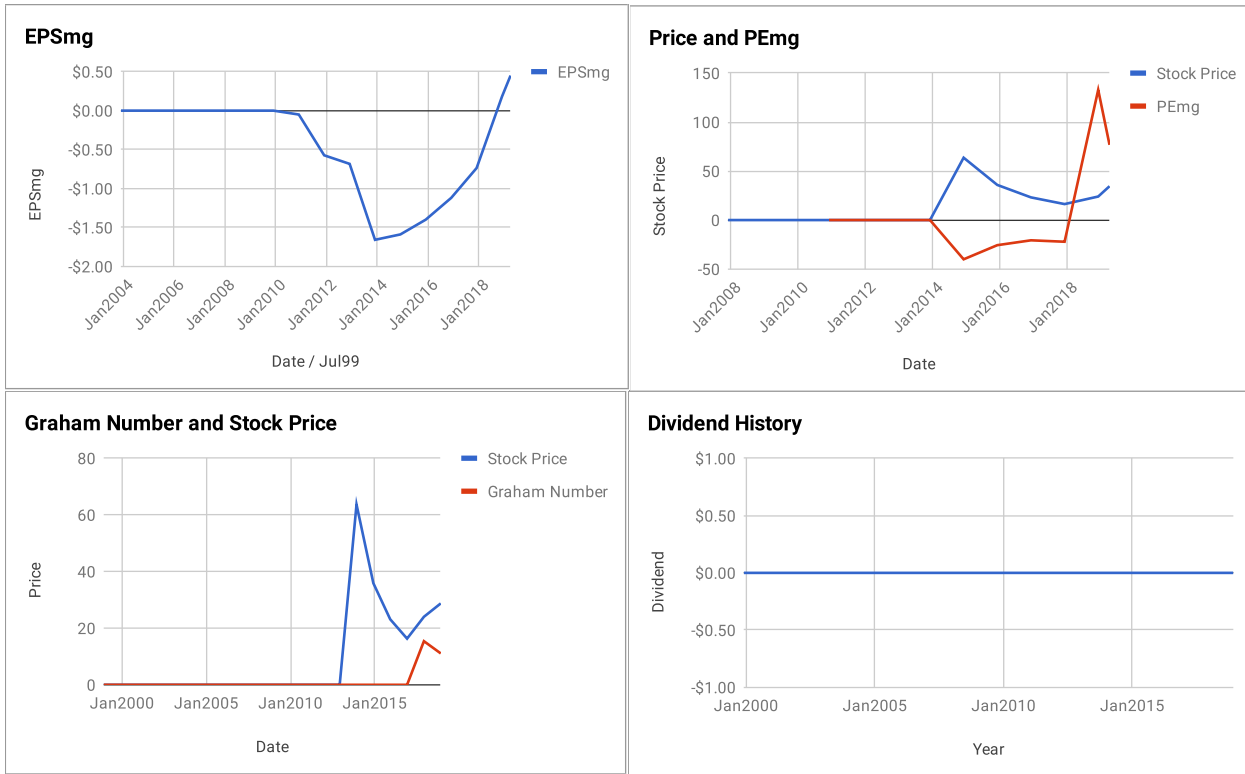 EPSmg
$0.50
$0.00
-$0.50
-$1.00
-$1.50
-$2.00
EPSmg
EPSmg
Jan2004
Jan2006
Jan2008
Jan2010
Jan2012
Jan2014
Jan2016
Jan2018
Date / Jul99
Price and PEmg
150
100
50
0
-50
Stock Price
Stock Price
PEmg
Jan2008
Jan2010
Jan2012
Jan2014
Jan2016
Jan2018
Date
Graham Number and Stock Price
80
60
40
20
0
Price
Stock Price
Graham Number
Jan2000
Jan2005
Jan2010
Jan2015
Date
Dividend History
$1.00
$0.50
$0.00
-$0.50
-$1.00
Dividend
Jan2000
Jan2005
Jan2010
Jan2015
Year